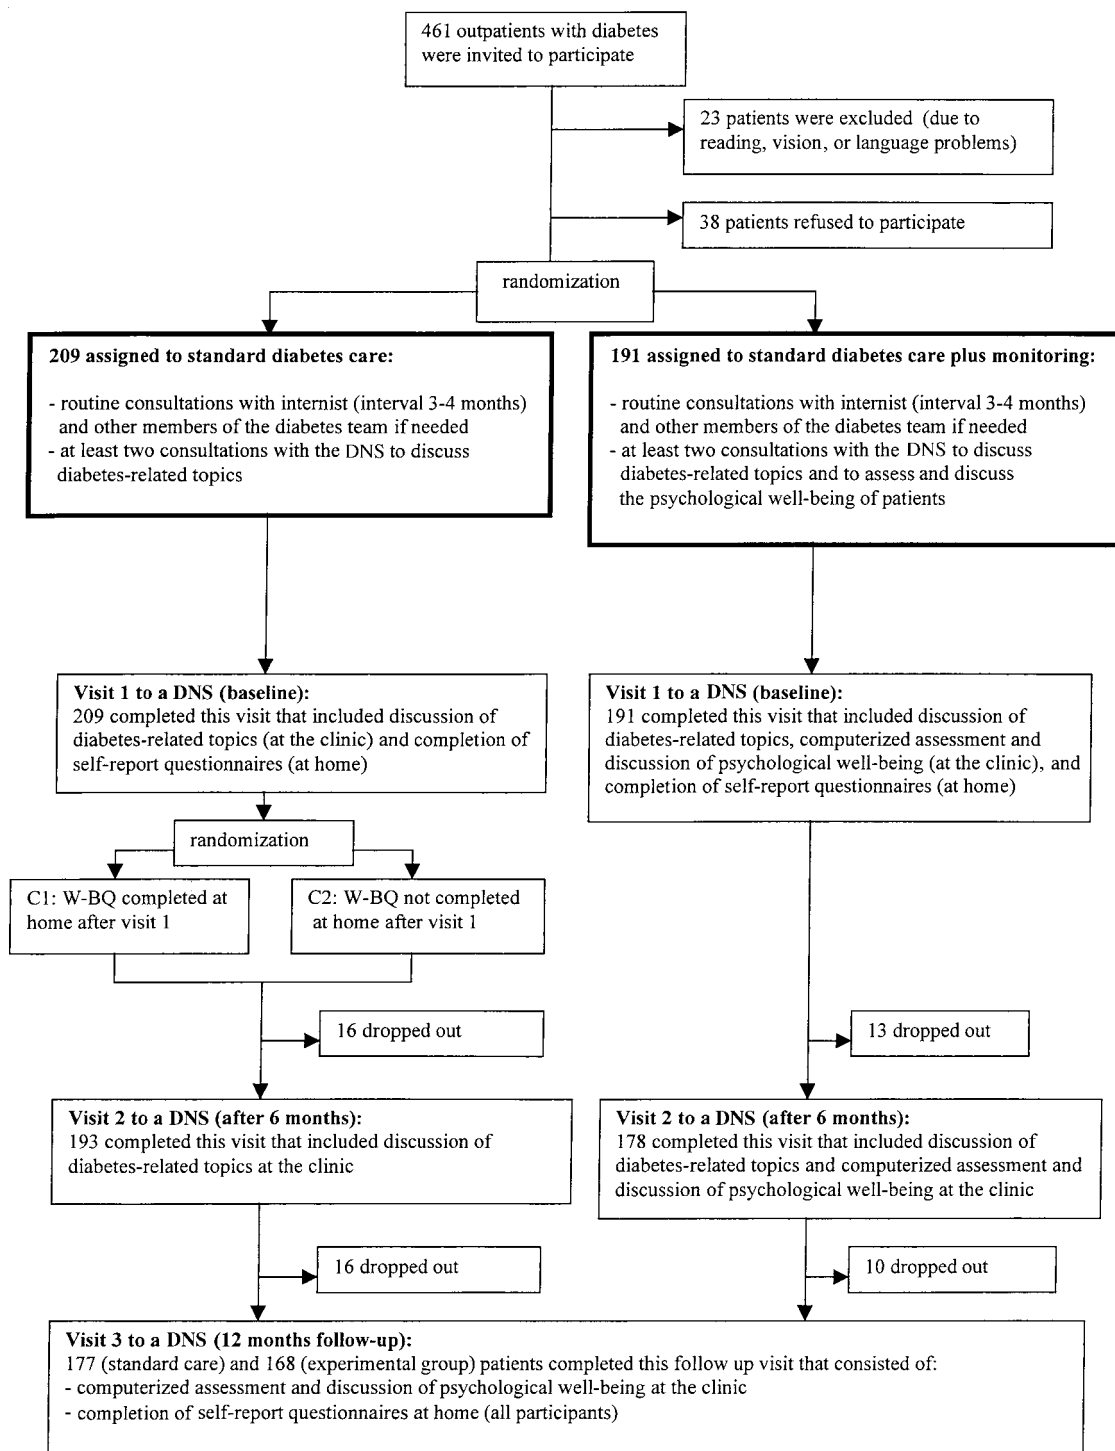 461 outpatients with diabetes
were invited to participate
23 patients were excluded (due to
reading, vision, or language problems)
38 patients refused to participate
randomization
209 assigned to standard diabetes care:
- routine consultations with internist (interval 3-4 months)
and other members of the diabetes team if needed
- at least two consultations with the DNS to discuss
diabetes-related topics
191 assigned to standard diabetes care plus monitoring:
- routine consultations with internist (interval 3-4 months)
and other members of the diabetes team if needed
- at least two consultations with the DNS to discuss
diabetes-related topics and to assess and discuss
the psychological well-being of patients
Visit 1 to a DNS (baseline):
209 completed this visit that included discussion of
diabetes-related topics (at the clinic) and completion of
self-report questionnaires (at home)
Visit 1 to a DNS (baseline):
191 completed this visit that included discussion of
diabetes-related topics, computerized assessment and
discussion of psychological well-being (at the clinic), and
completion of self-report questionnaires (at home)
randomization
C1: W-BQ completed at
home after visit 1
C2: W-BQ not completed
at home after visit 1
16 dropped out
13 dropped out
Visit 2 to a DNS (after 6 months):
193 completed this visit that included discussion of
diabetes-related topics at the clinic
Visit 2 to a DNS (after 6 months):
178 completed this visit that included discussion of
diabetes-related topics and computerized assessment and
discussion of psychological well-being at the clinic
16 dropped out
10 dropped out
Visit 3 to a DNS (12 months follow-up):
177 (standard care) and 168 (experimental group) patients completed this follow up visit that consisted of:
- computerized assessment and discussion of psychological well-being at the clinic
- completion of self-report questionnaires at home (all participants)